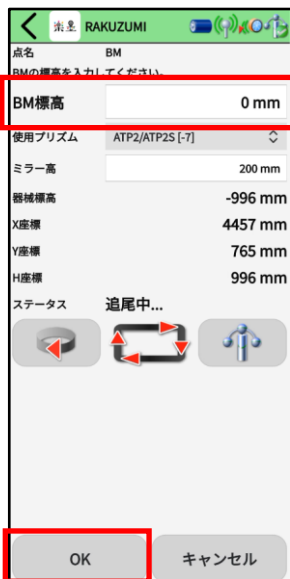 楽墨 RAKUZUMI
点名 BM
BMの標高を入力してください。
BM標高 0 mm
使用プリズム ATP2/ATP2S [-7]
ミラー高 200 mm
器械標高 -996 mm
X座標 4457 mm
Y座標 765 mm
H座標 996 mm
ステータス 追尾中...
OK キャンセル